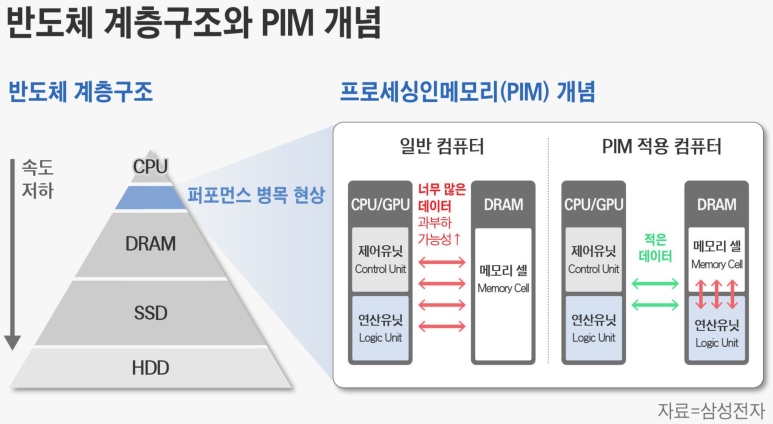 반도체 계층구조와 PIM 개념
반도체 계층구조
속도
저하
CPU
퍼포먼스 병목 현상
DRAM
SSD
HDD
프로세싱인메모리(PIM) 개념
일반 컴퓨터
CPU/GPU
제어유닛
Control Unit
연산유닛
Logic Unit
너무 많은
데이터
과부하
가능성↑
DRAM
메모리 셀
Memory Cell
PIM 적용 컴퓨터
CPU/GPU
제어유닛
Control Unit
연산유닛
Logic Unit
적은
데이터
DRAM
메모리 셀
Memory Cell
연산유닛
Logic Unit
자료=삼성전자